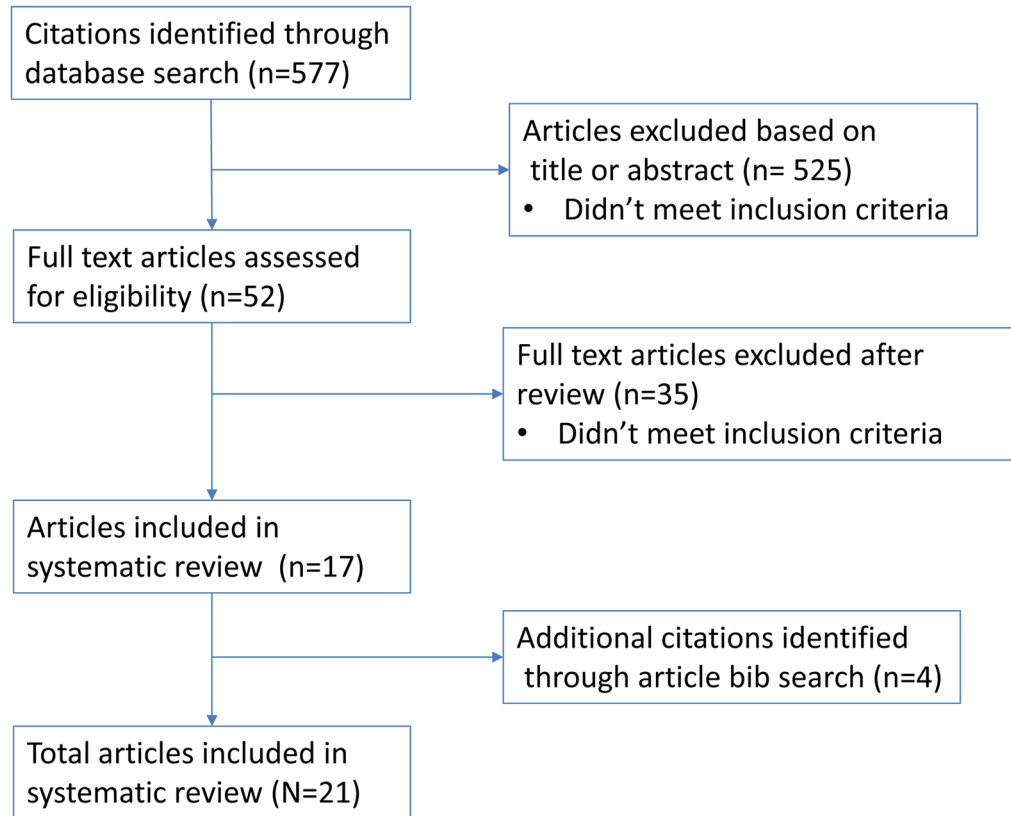 Citations identified through
database search (n=577)
Articles excluded based on
title or abstract (n= 525)
• Didn’t meet inclusion criteria
Full text articles assessed
for eligibility (n=52)
Full text articles excluded after
review (n=35)
• Didn’t meet inclusion criteria
Articles included in
systematic review (n=17)
Additional citations identified
through article bib search (n=4)
Total articles included in
systematic review (N=21)